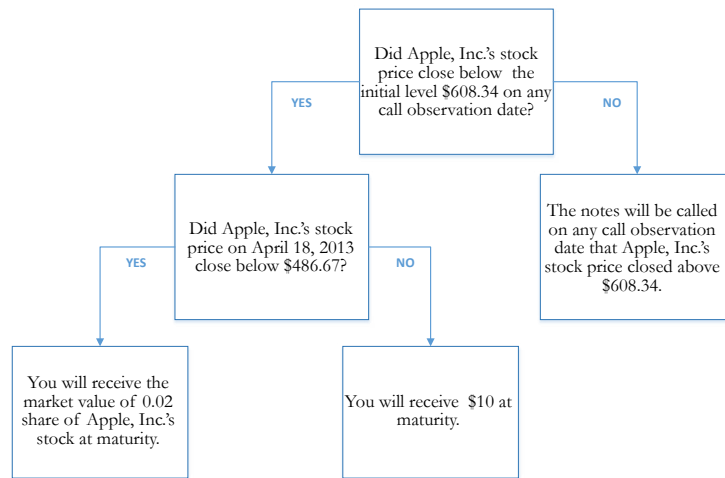 Did Apple, Inc.'s stock
price close below the
initial level $608.34 on any
call observation date?
YES
NO
Did Apple, Inc.'s stock
price on April 18, 2013
close below $486.67?
The notes will be called
on any call observation
date that Apple, Inc.'s
stock price closed above
$608.34.
YES
NO
You will receive the
market value of 0.02
share of Apple, Inc.'s
stock at maturity.
You will receive $10 at
maturity.